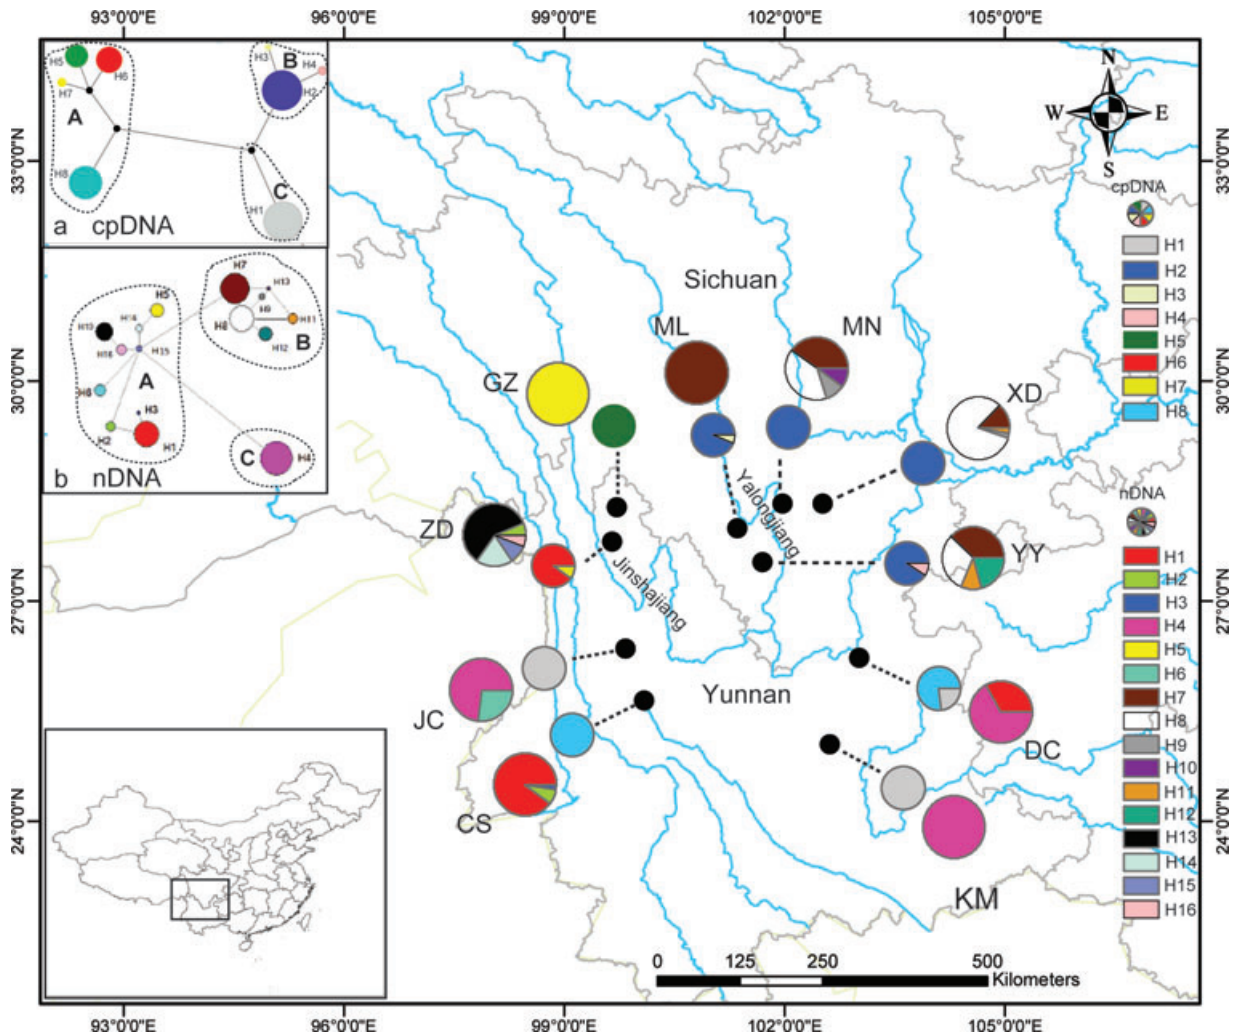 93°0'0"E
96°0'0"E
99°0'0"E
102°0'0"E
105°0'0"E
33°0'0"N
30°0'0"N
27°0'0"N
24°0'0"N
H5
H6
H7
A
H8
H3
B
H4
H2
C
H1
a cpDNA
H7
H13
H9
H8
H11
H12
B
H5
H14
H13
H16
H15
A
H6
H3
H2
H1
C
H4
b nDNA
N
W
E
S
Sichuan
ML
MN
GZ
XD
ZD
Yalongjiang
YY
Jinshajiang
Yunnan
JC
DC
CS
KM
cpDNA
H1
H2
H3
H4
H5
H6
H7
H8
nDNA
H1
H2
H3
H4
H5
H6
H7
H8
H9
H10
H11
H12
H13
H14
H15
H16
0 125 250 500
Kilometers
33°0'0"N
30°0'0"N
27°0'0"N
24°0'0"N
93°0'0"E
96°0'0"E
99°0'0"E
102°0'0"E
105°0'0"E